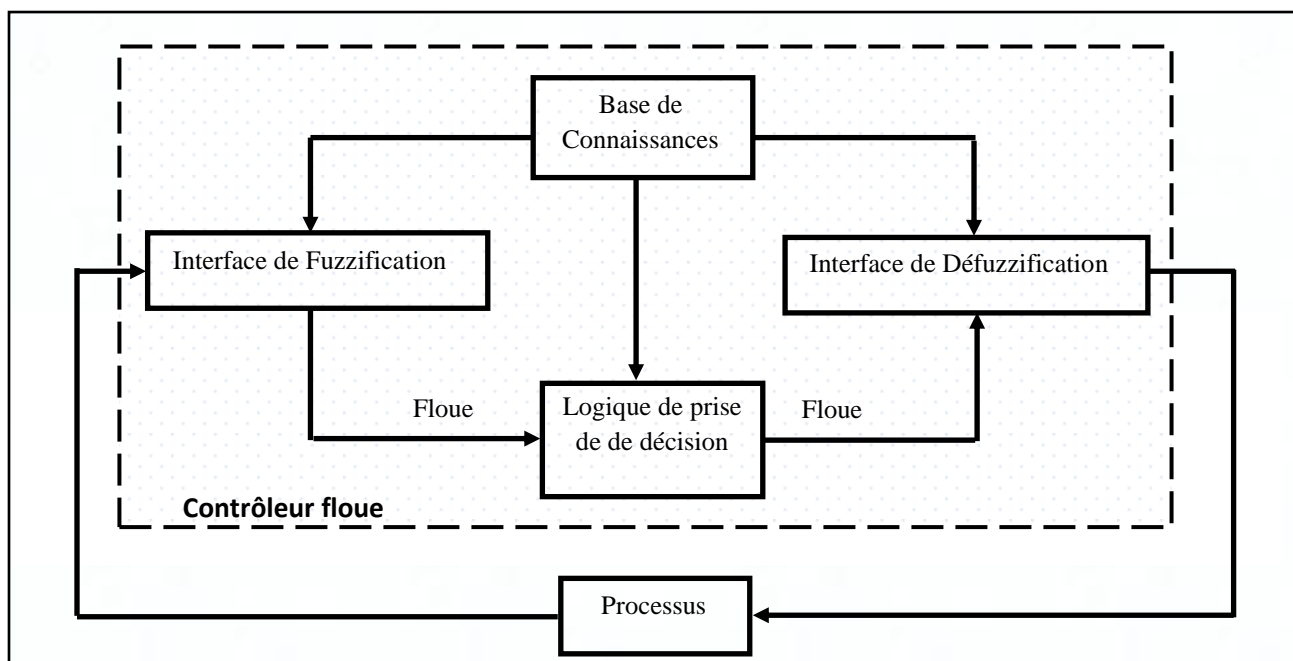 Base de
Connaissances
Interface de Fuzzification
Interface de Défuzzification
Floue
Logique de prise
de de décision
Floue
Contrôleur floue
Processus